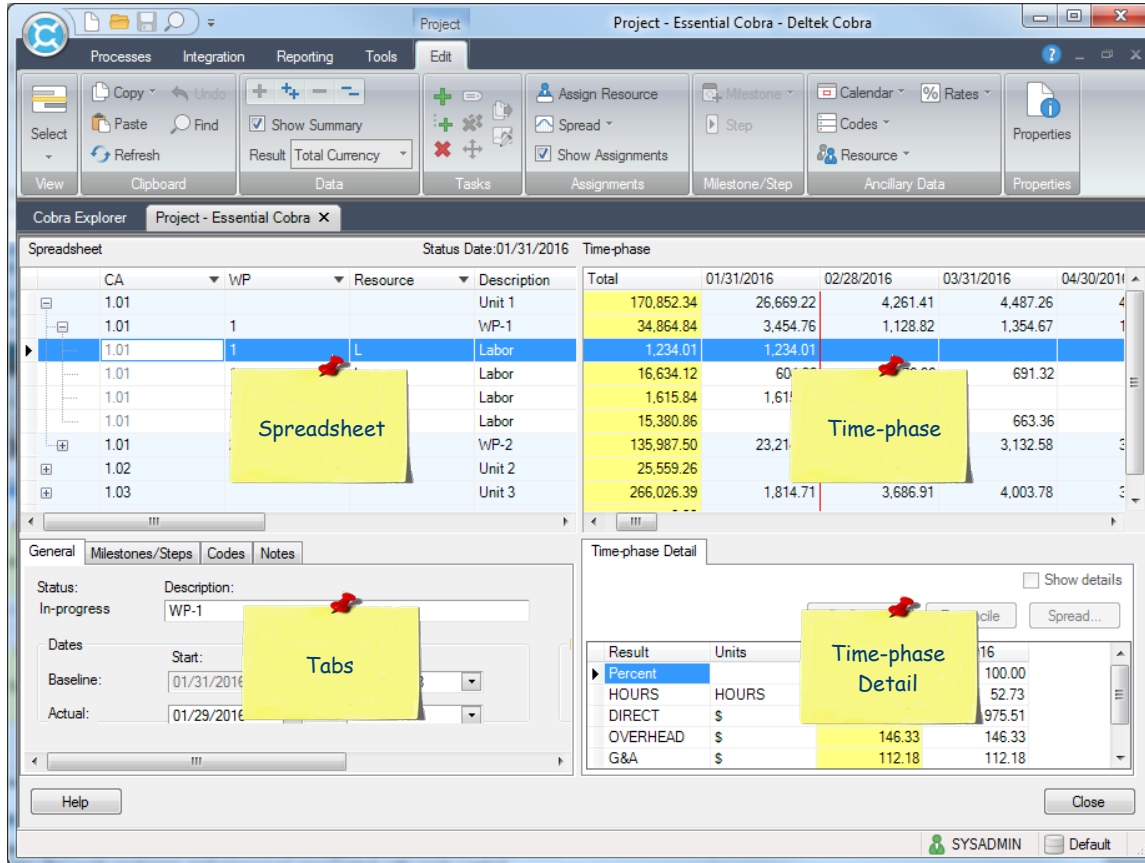 Project
Project - Essential Cobra - Deltek Cobra
Processes Integration Reporting Tools Edit
Select
View
Copy Undo
Paste Find
Refresh
Clipboard
Show Summary
Result Total Currency
Data
Tasks
Assign Resource
Spread
Show Assignments
Assignments
Milestone
Step
Milestone/Step
Calendar % Rates
Codes
Resource
Ancillary Data
Properties
Properties
Cobra Explorer Project - Essential Cobra X
Spreadsheet Status Date:01/31/2016 Time-phase
CA WP Resource Description Total 01/31/2016 02/28/2016 03/31/2016
1.01 Unit 1 170,852.34 26,669.22 4,261.41 4,487.26
1.01 1 WP-1 34,864.84 3,454.76 1,128.82 1,354.67
1.01 1 L Labor 1,234.01 1,234.01
1.01 Labor 16,634.12 691.32
1.01 Labor 1,615.84
1.01 Labor 15,380.86 663.36
1.01 WP-2 135,987.50 3,132.58
1.02 Unit 2 25,559.26
1.03 Unit 3 266,026.39 1,814.71 3,686.91 4,003.78
Spreadsheet
Time-phase
General Milestones/Steps Codes Notes
Status: Description:
In-progress WP-1
Dates
Start:
Baseline: 01/31/2016
Actual: 01/29/2016
Tabs
Time-phase Detail
Show details
Spread...
Result Units
Percent 100.00
HOURS HOURS 52.73
DIRECT $ 975.51
OVERHEAD $ 146.33 146.33
G&A $ 112.18 112.18
Time-phase
Detail
Help Close
SYSADMIN Default